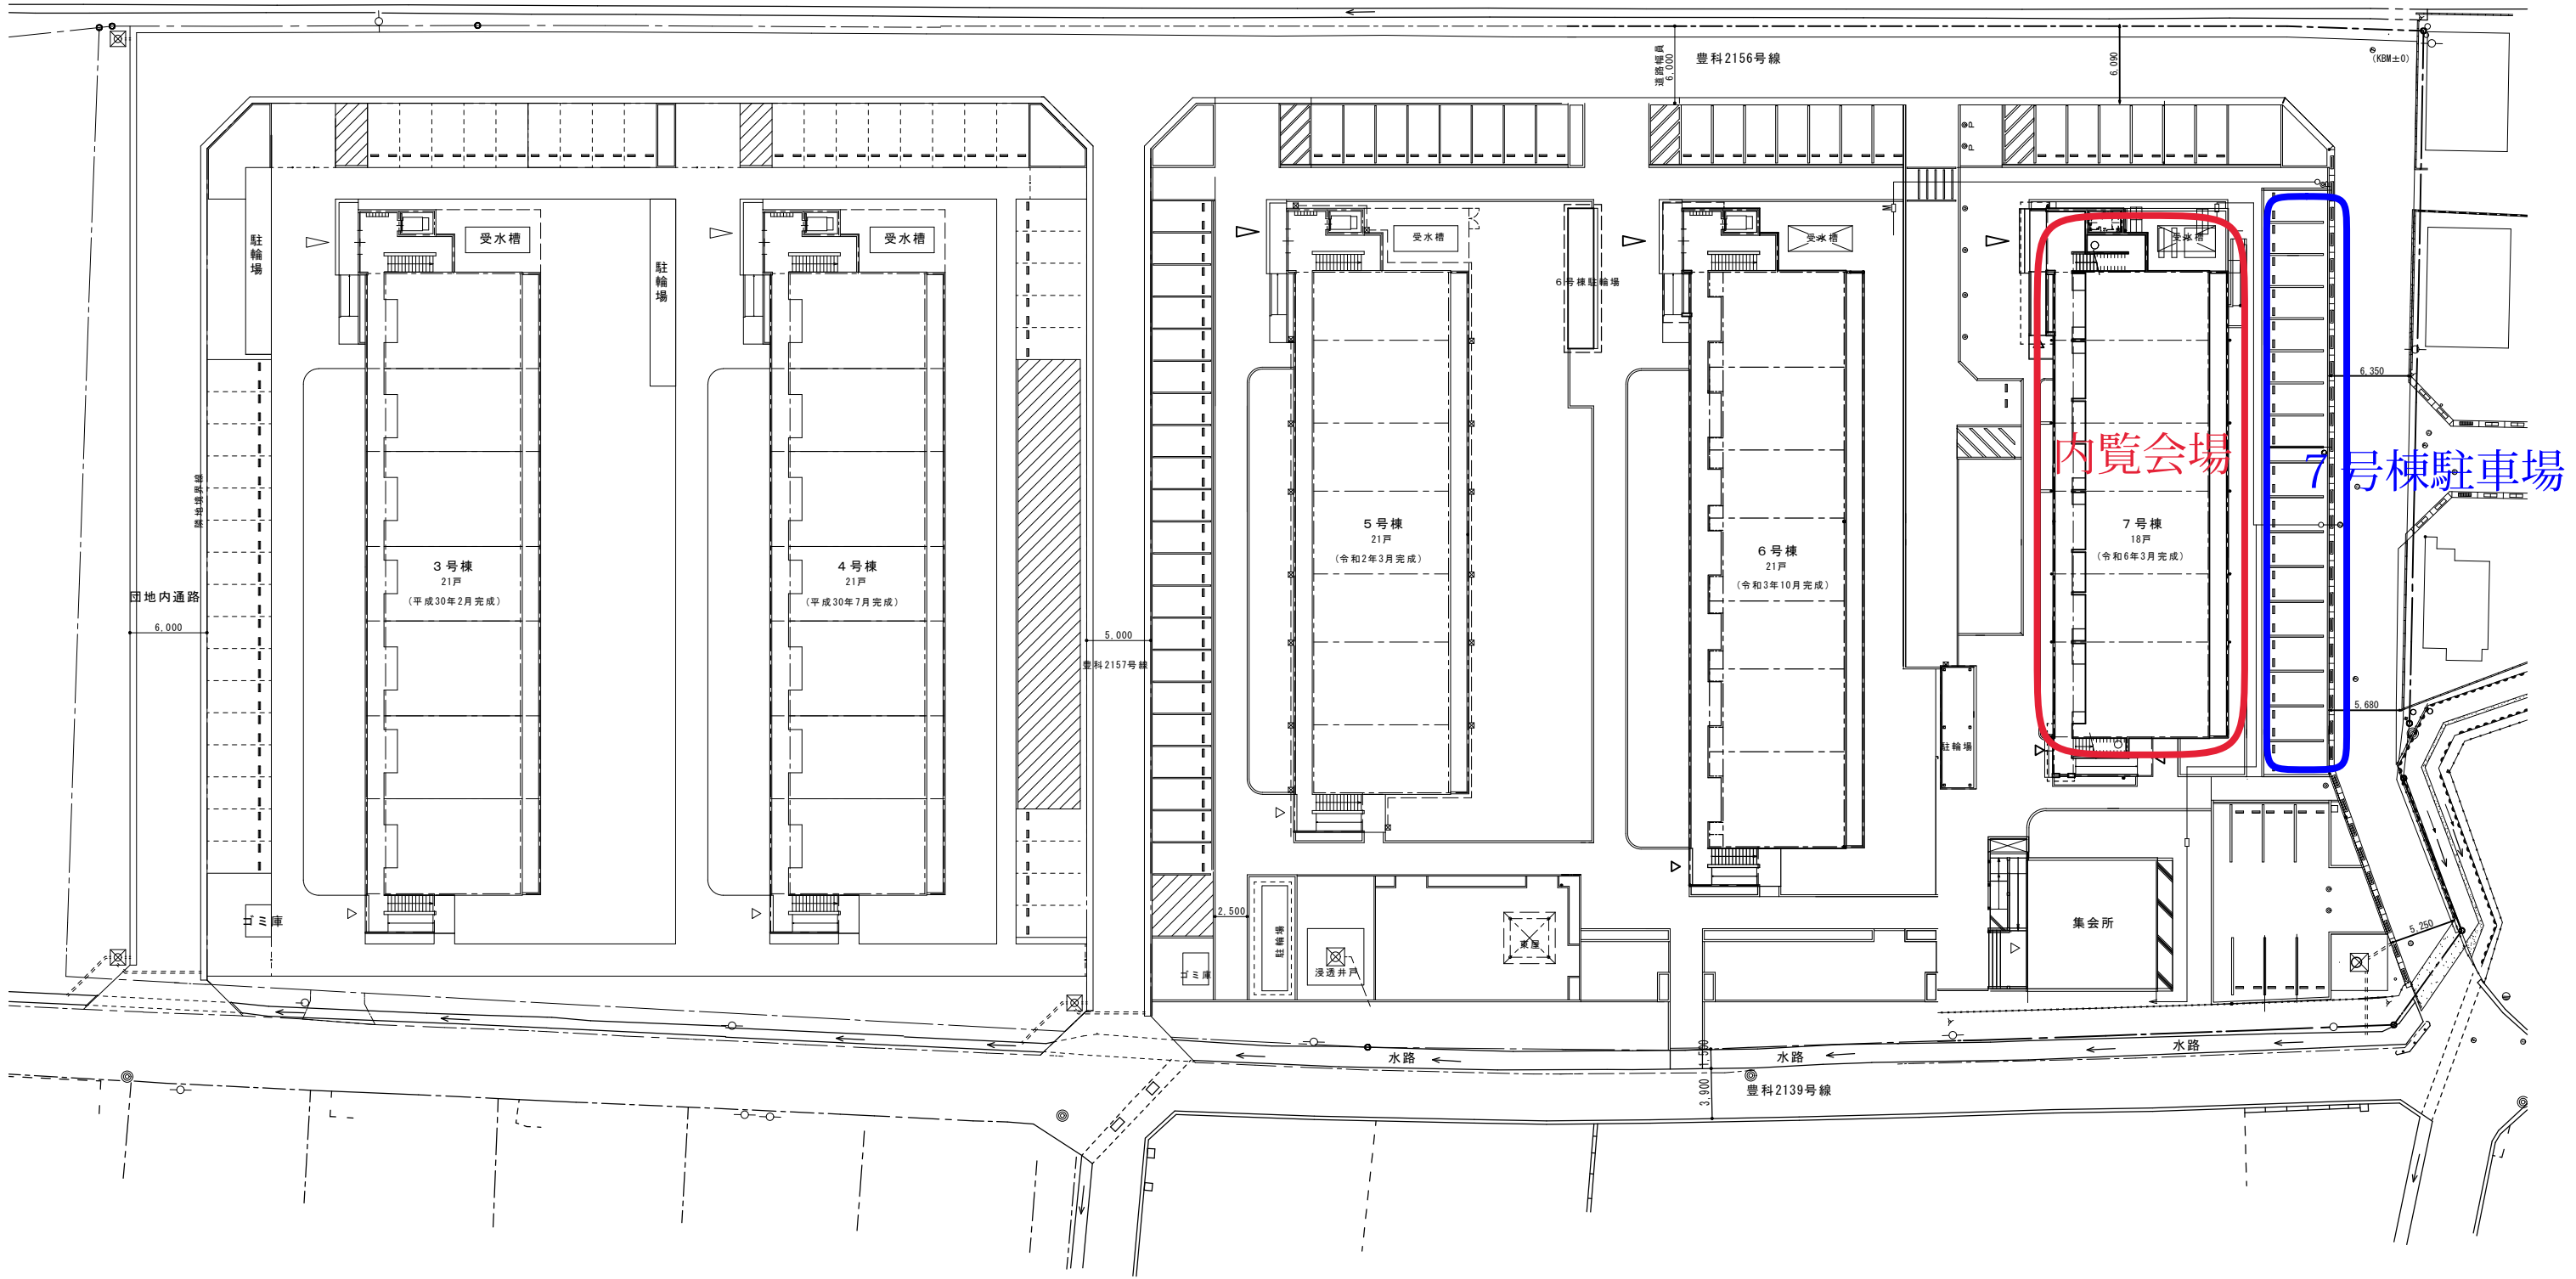 道路幅員
6,000
豊科2156号線
6,090
(KBM±0)
P
P
駐輪場
受水槽
駐輪場
受水槽
受水槽
6号棟駐輪場
受水槽
M
受水槽
6,350
内覧会場
7号棟駐車場
隣地境界線
団地内通路
6,000
3号棟
21戸
(平成30年2月完成)
4号棟
21戸
(平成30年7月完成)
5,000
豊科2157号線
5号棟
21戸
(令和2年3月完成)
6号棟
21戸
(令和3年10月完成)
7号棟
18戸
(令和6年3月完成)
5,680
駐輪場
ゴミ庫
2,500
駐輪場
ゴミ庫
浸透井戸
東屋
集会所
5,250
水路
1,500
水路
水路
3,900
豊科2139号線